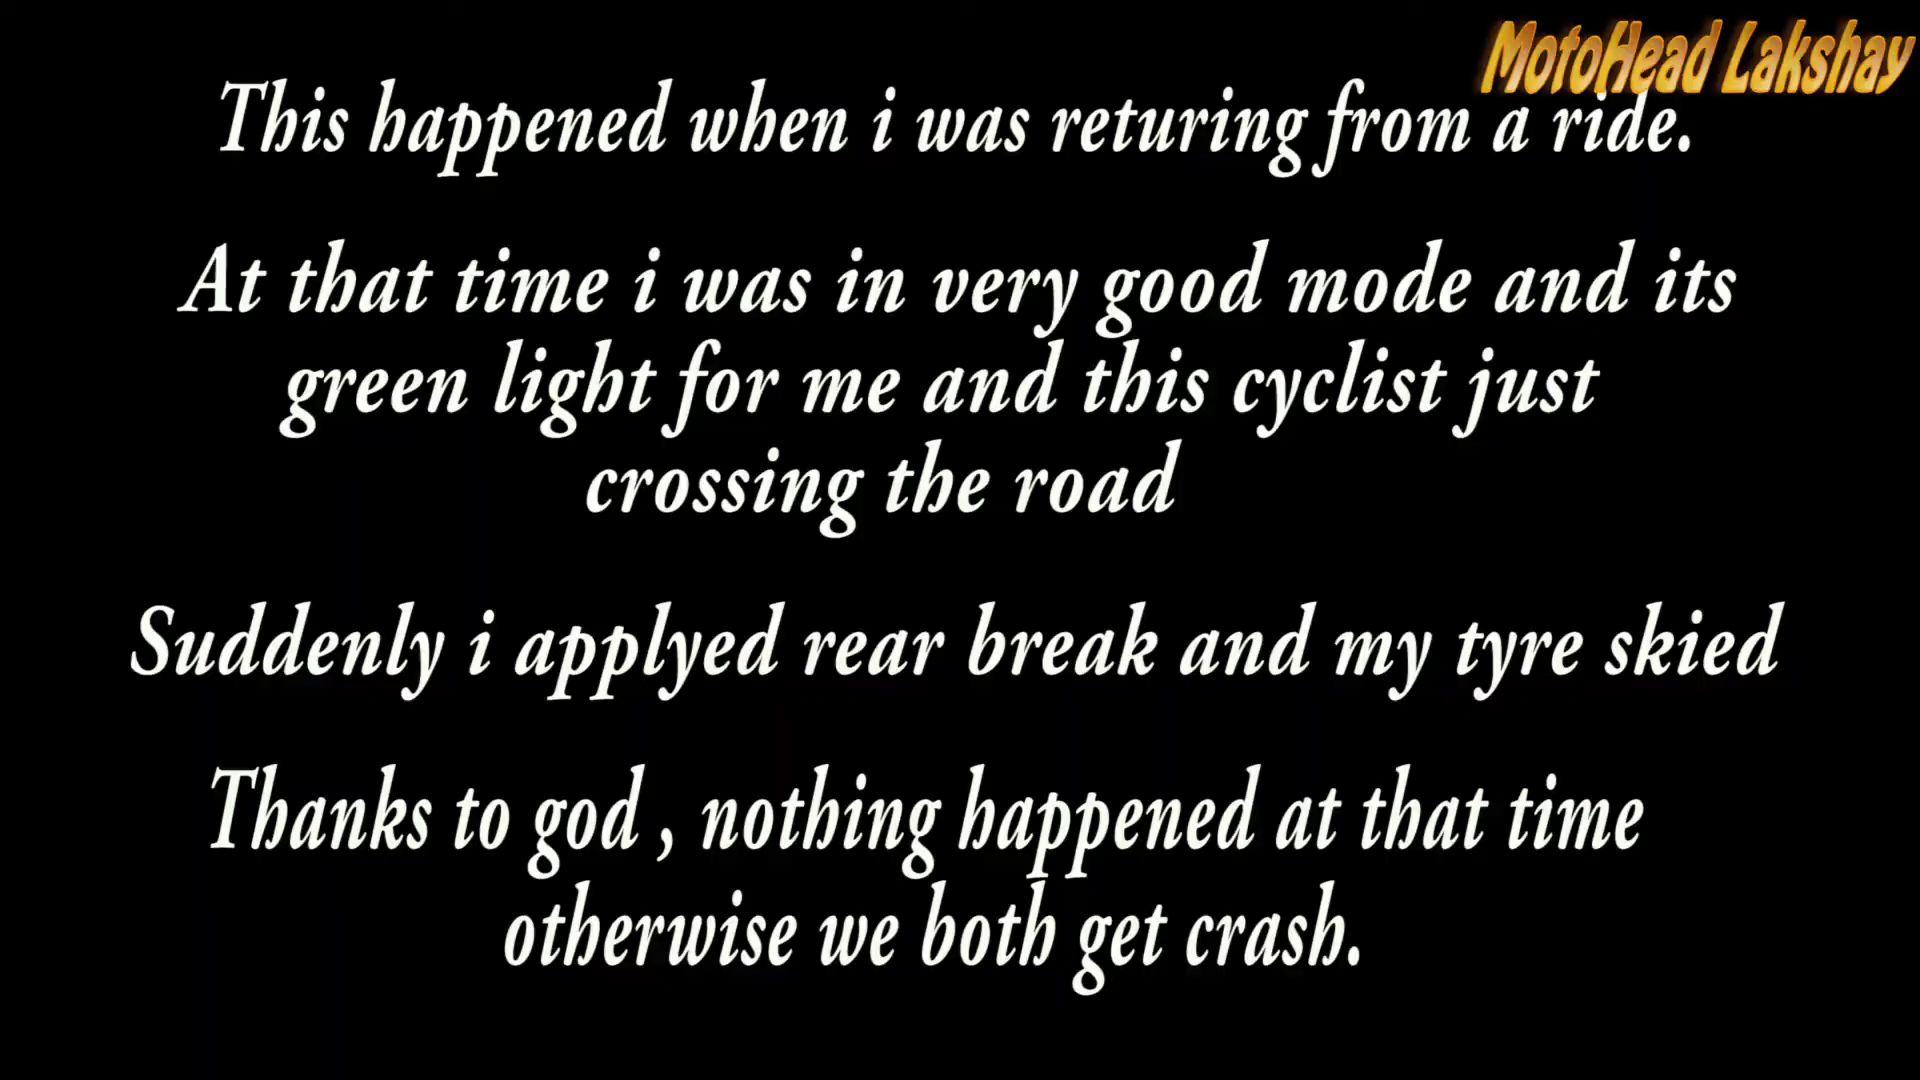 MotoHead Lakshay
This happened when i was returing from a ride.
At that time i was in very good mode and its
green light for me and this cyclist just
crossing the road
Suddenly i applyed rear break and my tyre skied
Thanks to god , nothing happened at that time
otherwise we both get crash.